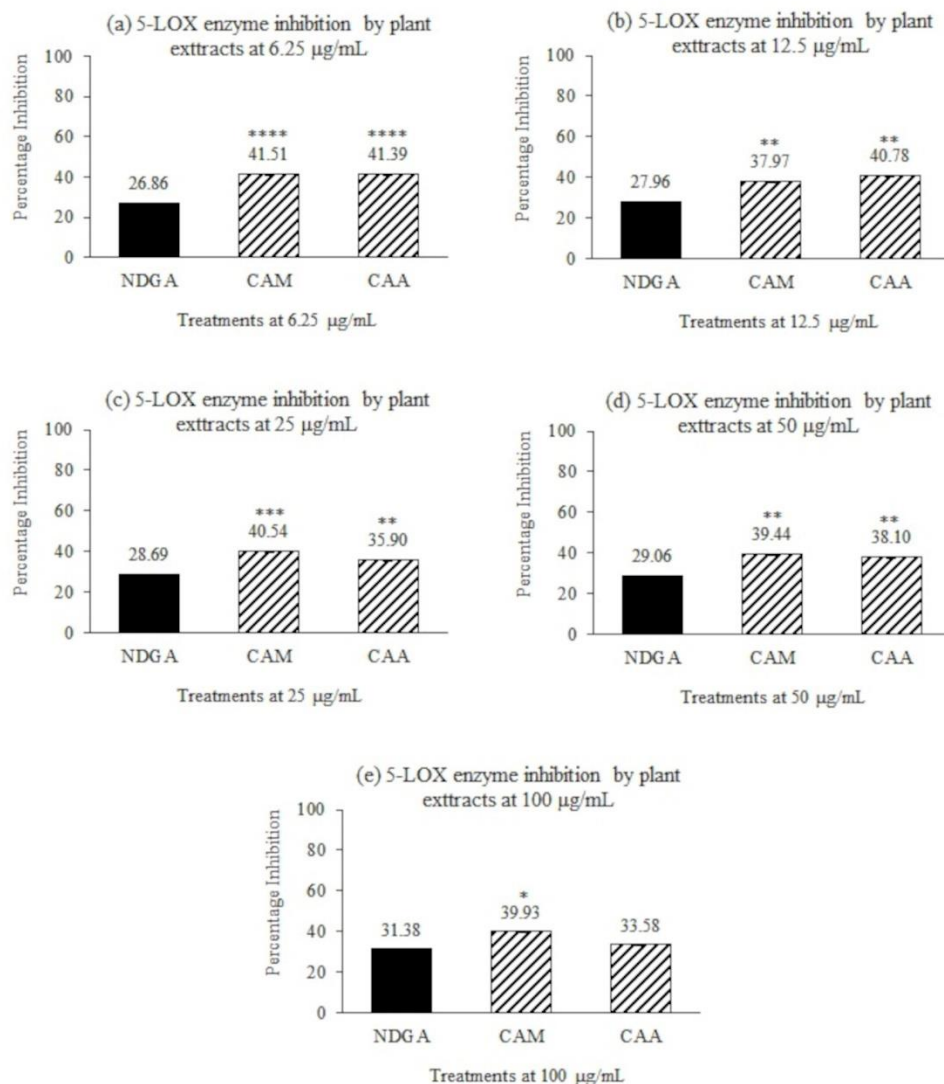 (a) 5-LOX enzyme inhibition by plant
exttracts at 6.25 µg/mL
Percentage Inhibition
100
80
60
40
20
0
26.86
****
41.51
****
41.39
NDGA CAM CAA
Treatments at 6.25 µg/mL
(b) 5-LOX enzyme inhibition by plant
exttracts at 12.5 µg/mL
Percentage Inhibition
100
80
60
40
20
0
27.96
**
37.97
**
40.78
NDGA CAM CAA
Treatments at 12.5 µg/mL
(c) 5-LOX enzyme inhibition by plant
exttracts at 25 µg/mL
Percentage Inhibition
100
80
60
40
20
0
28.69
***
40.54
**
35.90
NDGA CAM CAA
Treatments at 25 µg/mL
(d) 5-LOX enzyme inhibition by plant
exttracts at 50 µg/mL
Percentage Inhibition
100
80
60
40
20
0
29.06
**
39.44
**
38.10
NDGA CAM CAA
Treatments at 50 µg/mL
(e) 5-LOX enzyme inhibition by plant
exttracts at 100 µg/mL
Percentage Inhibition
100
80
60
40
20
0
31.38
*
39.93
33.58
NDGA CAM CAA
Treatments at 100 µg/mL